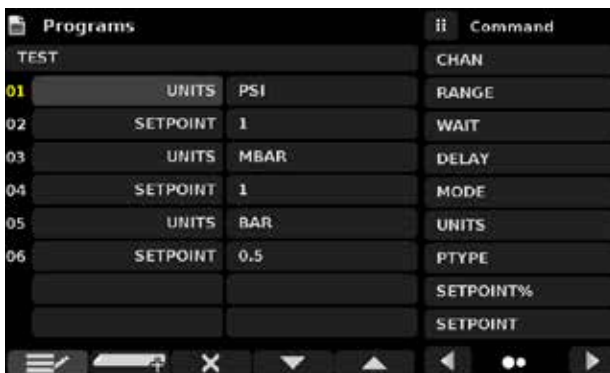 Programs
TEST
01 UNITS PSI
02 SETPOINT 1
03 UNITS MBAR
04 SETPOINT 1
05 UNITS BAR
06 SETPOINT 0.5
Command
CHAN
RANGE
WAIT
DELAY
MODE
UNITS
PTYPE
SETPOINT%
SETPOINT